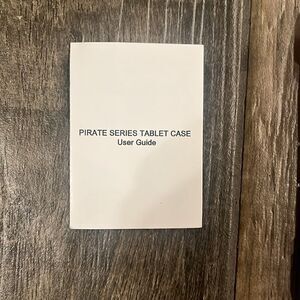 PIRATE SERIES TABLET CASE
User Guide